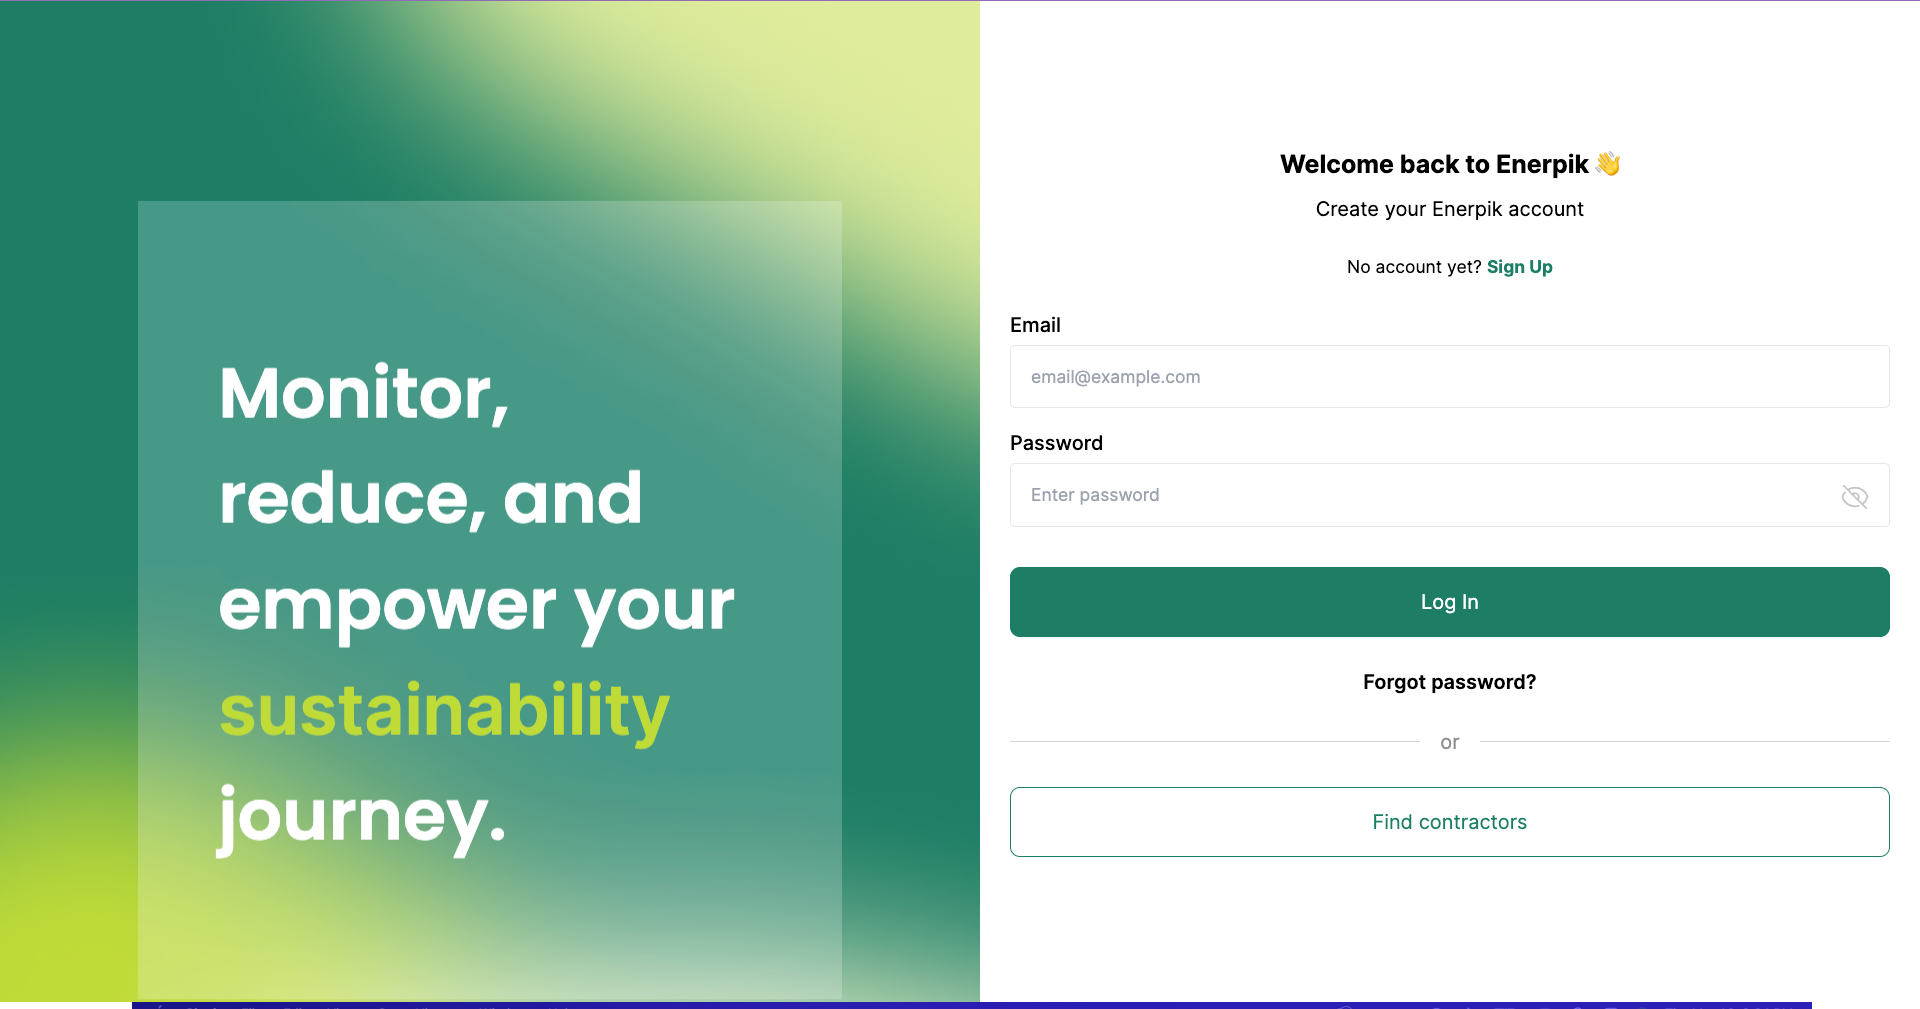 Monitor,
reduce, and
empower your
sustainability
journey.
Welcome back to Enerpik 👋
Create your Enerpik account
No account yet? Sign Up
Email
email@example.com
Password
Enter password
Log In
Forgot password?
or
Find contractors